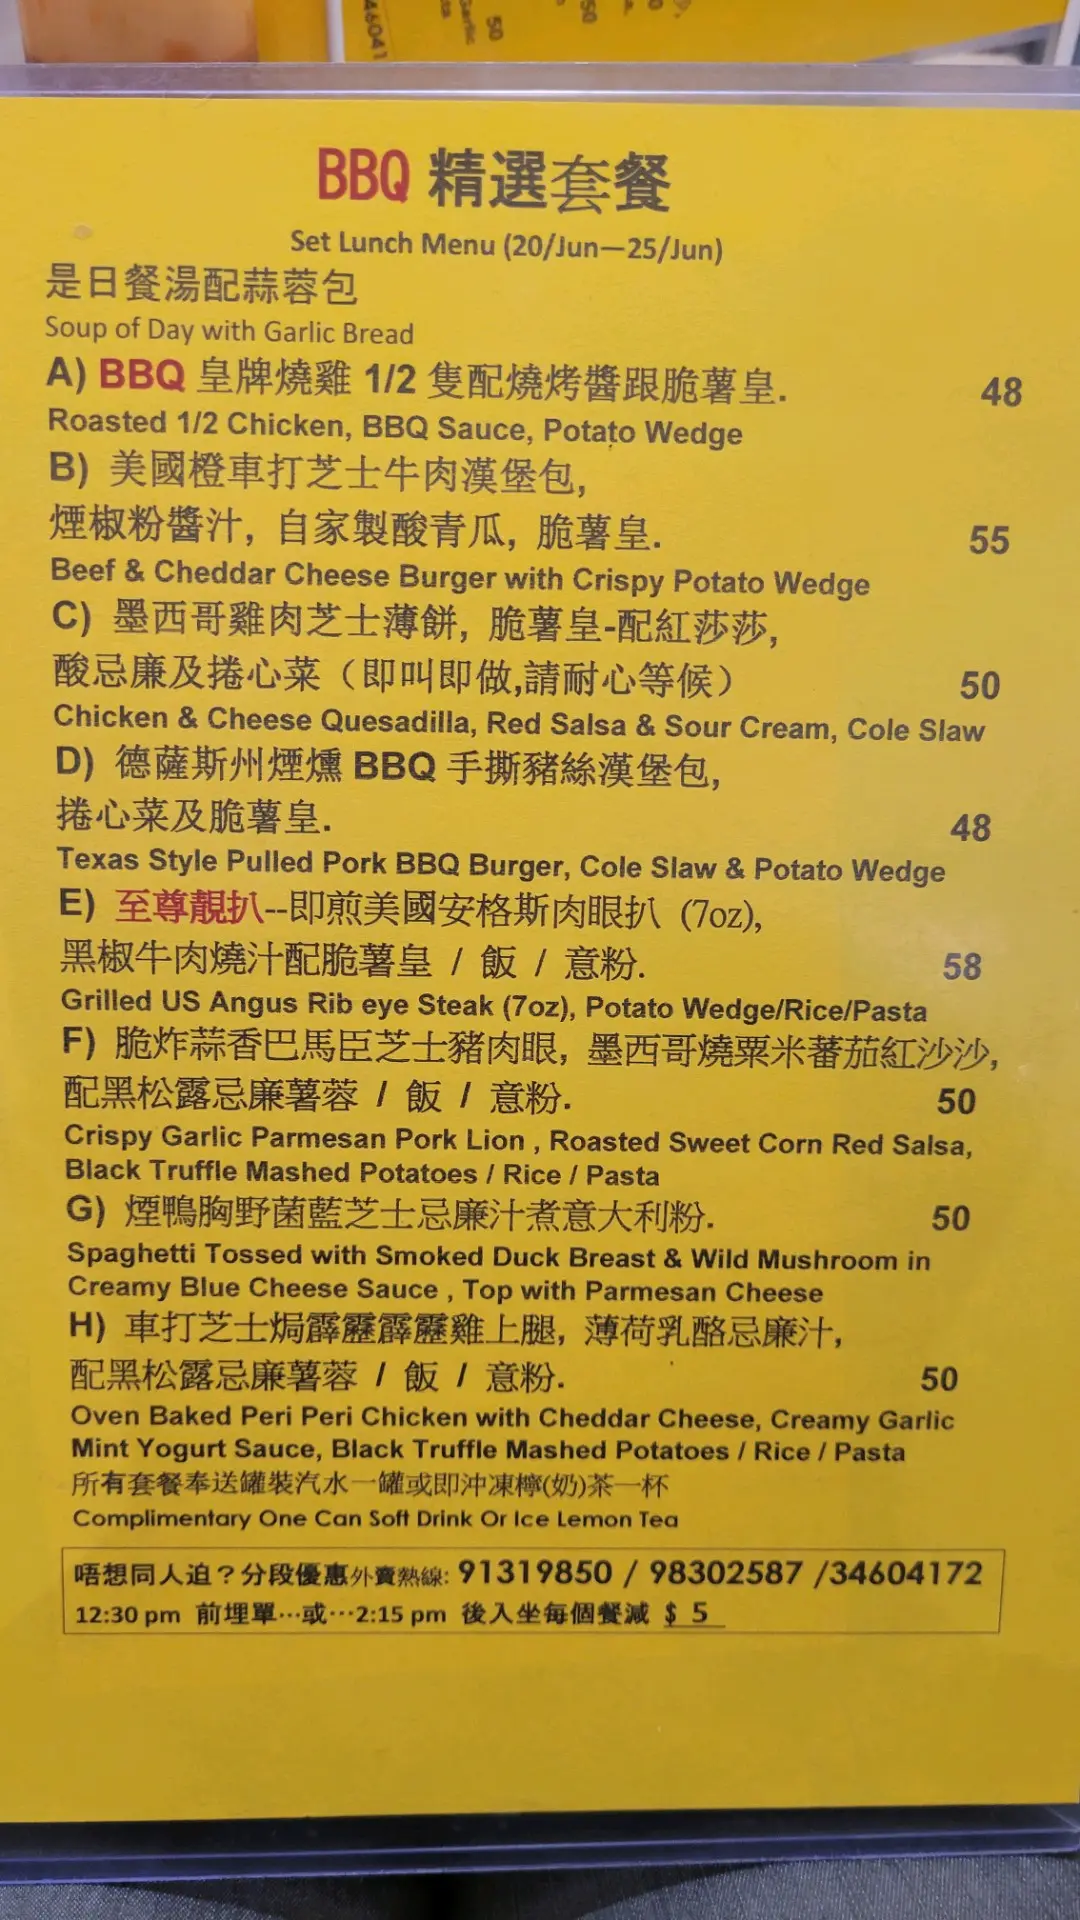 46041
50
50
BBQ 精選套餐
Set Lunch Menu (20/Jun—25/Jun)
是日餐湯配蒜蓉包
Soup of Day with Garlic Bread
A) BBQ 皇牌燒雞 1/2 隻配燒烤醬跟脆薯皇. 48
Roasted 1/2 Chicken, BBQ Sauce, Potato Wedge
B) 美國橙車打芝士牛肉漢堡包,
煙椒粉醬汁, 自家製酸青瓜, 脆薯皇. 55
Beef & Cheddar Cheese Burger with Crispy Potato Wedge
C) 墨西哥雞肉芝士薄餅, 脆薯皇-配紅莎莎,
酸忌廉及捲心菜（即叫即做,請耐心等候） 50
Chicken & Cheese Quesadilla, Red Salsa & Sour Cream, Cole Slaw
D) 德薩斯州煙燻 BBQ 手撕豬絲漢堡包,
捲心菜及脆薯皇. 48
Texas Style Pulled Pork BBQ Burger, Cole Slaw & Potato Wedge
E) 至尊靚扒--即煎美國安格斯肉眼扒 (7oz),
黑椒牛肉燒汁配脆薯皇 / 飯 / 意粉. 58
Grilled US Angus Rib eye Steak (7oz), Potato Wedge/Rice/Pasta
F) 脆炸蒜香巴馬臣芝士豬肉眼, 墨西哥燒粟米蕃茄紅沙沙,
配黑松露忌廉薯蓉 / 飯 / 意粉. 50
Crispy Garlic Parmesan Pork Lion , Roasted Sweet Corn Red Salsa,
Black Truffle Mashed Potatoes / Rice / Pasta
G) 煙鴨胸野菌藍芝士忌廉汁煮意大利粉. 50
Spaghetti Tossed with Smoked Duck Breast & Wild Mushroom in
Creamy Blue Cheese Sauce , Top with Parmesan Cheese
H) 車打芝士焗霹靂霹靂雞上腿, 薄荷乳酪忌廉汁,
配黑松露忌廉薯蓉 / 飯 / 意粉. 50
Oven Baked Peri Peri Chicken with Cheddar Cheese, Creamy Garlic
Mint Yogurt Sauce, Black Truffle Mashed Potatoes / Rice / Pasta
所有套餐奉送罐裝汽水一罐或即沖凍檸(奶)茶一杯
Complimentary One Can Soft Drink Or Ice Lemon Tea
唔想同人迫？分段優惠外賣熱線: 91319850 / 98302587 /34604172
12:30 pm 前埋單…或…2:15 pm 後入坐每個餐減 $ 5